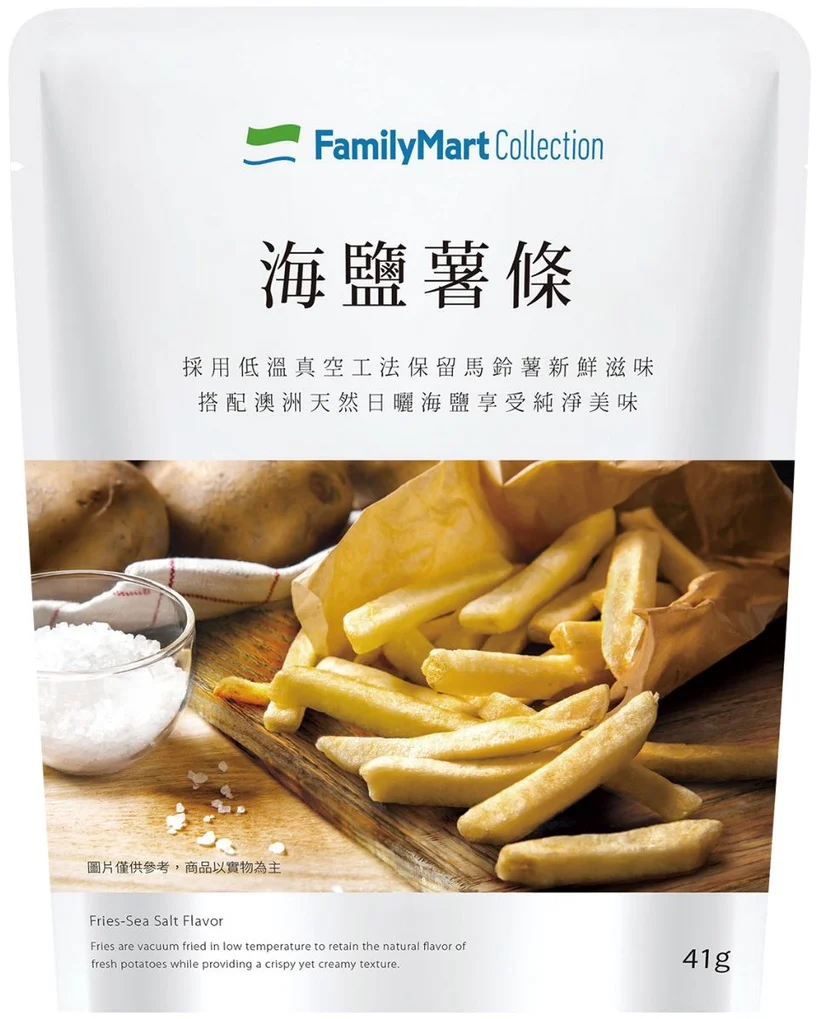 FamilyMart Collection
海鹽薯條
採用低溫真空工法保留馬鈴薯新鮮滋味
搭配澳洲天然日曬海鹽享受純淨美味
圖片僅供參考，商品以實物為主
Fries-Sea Salt Flavor
Fries are vacuum fried in low temperature to retain the natural flavor of
fresh potatoes while providing a crispy yet creamy texture.
41g